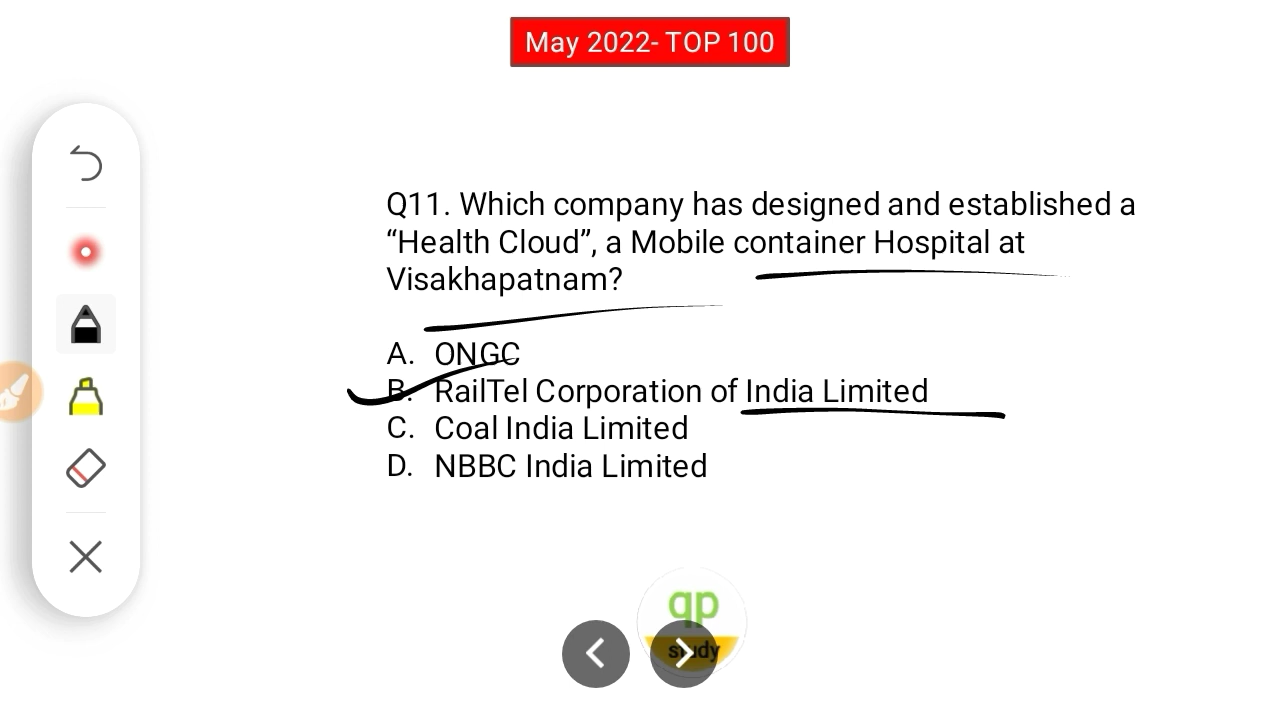 May 2022- TOP 100
Q11. Which company has designed and established a
“Health Cloud”, a Mobile container Hospital at
Visakhapatnam?
A. ONGC
B. RailTel Corporation of India Limited
C. Coal India Limited
D. NBBC India Limited
qp
study